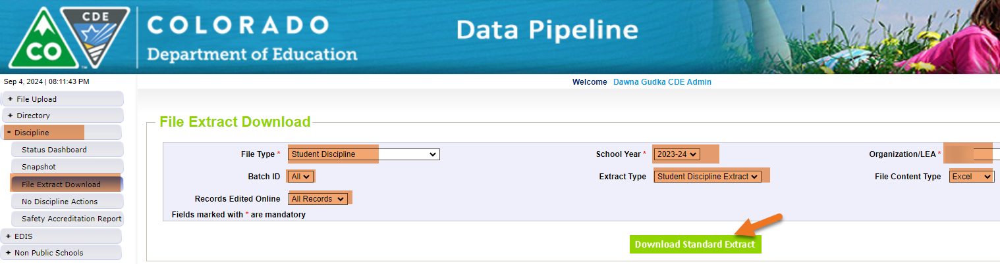 CDE
CO
TM
COLORADO
Department of Education
Data Pipeline
Sep 4, 2024 | 08:11:43 PM
Welcome Dawna Gudka CDE Admin
+ File Upload
+ Directory
- Discipline
Status Dashboard
Snapshot
File Extract Download
No Discipline Actions
Safety Accreditation Report
+ EDIS
+ Non Public Schools
File Extract Download
File Type * Student Discipline School Year * 2023-24 Organization/LEA *
Batch ID All Extract Type Student Discipline Extract File Content Type Excel
Records Edited Online All Records
Fields marked with * are mandatory
Download Standard Extract